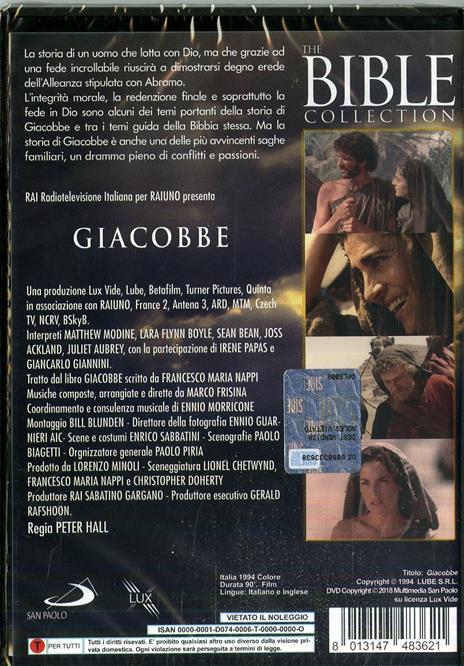 La storia di un uomo che lotta con Dio, ma che grazie ad
una fede incrollabile riuscirà a dimostrarsi degno erede
dell'Alleanza stipulata con Abramo.
L'integrità morale, la redenzione finale e soprattutto la
fede in Dio sono alcuni dei temi portanti della storia di
Giacobbe e tra i temi guida della Bibbia stessa. Ma la
storia di Giacobbe è anche una delle più avvincenti saghe
familiari, un dramma pieno di conflitti e passioni.
THE
BIBLE
COLLECTION
RAI Radiotelevisione Italiana per RAIUNO presenta
GIACOBBE
Una produzione Lux Vide, Lube, Betafilm, Turner Pictures, Quinta
in associazione con RAIUNO, France 2, Antena 3, ARD, MTM, Czech
TV, NCRV, BSkyB.
Interpreti MATTHEW MODINE, LARA FLYNN BOYLE, SEAN BEAN, JOSS
ACKLAND, JULIET AUBREY, con la partecipazione di IRENE PAPAS e
GIANCARLO GIANNINI.
Tratto dal libro GIACOBBE scritto da FRANCESCO MARIA NAPPI
Musiche composte, arrangiate e dirette da MARCO FRISINA
Coordinamento e consulenza musicale di ENNIO MORRICONE
Montaggio BILL BLUNDEN - Direttore della fotografia ENNIO GUAR-
NIERI AIC- Scene e costumi ENRICO SABBATINI - Scenografie PAOLO
BIAGETTI - Orgnizzatore generale PAOLO PIRIA
Prodotto da LORENZO MINOLI - Sceneggiatura LIONEL CHETWYND,
FRANCESCO MARIA NAPPI e CHRISTOPHER DOHERTY
Produttore RAI SABATINO GARGANO - Produttore esecutivo GERALD
RAFSHOON.
Regia PETER HALL
SIAE
DEST. VENDITA
NOLEG. VIETATO
SAN PAOLO
LUX
Italia 1994 Colore
Durata 90'. Film
Lingue: Italiano e Inglese
Titolo: Giacobbe
Copyright © 1994 LUBE S.R.L.
DVD Copyright © 2018 Multimedia San Paolo
su licenza Lux Vide
VIETATO IL NOLEGGIO
ISAN 0000-0001-D074-0006-T-0000-0000-O
T PER TUTTI
Tutti i diritti risevati. E' proibito qualsiasi altro uso diverso dalla visione pri-
vata domestica. Ogni violazione sarà perseguita a termini di legge.
8 013147 483621